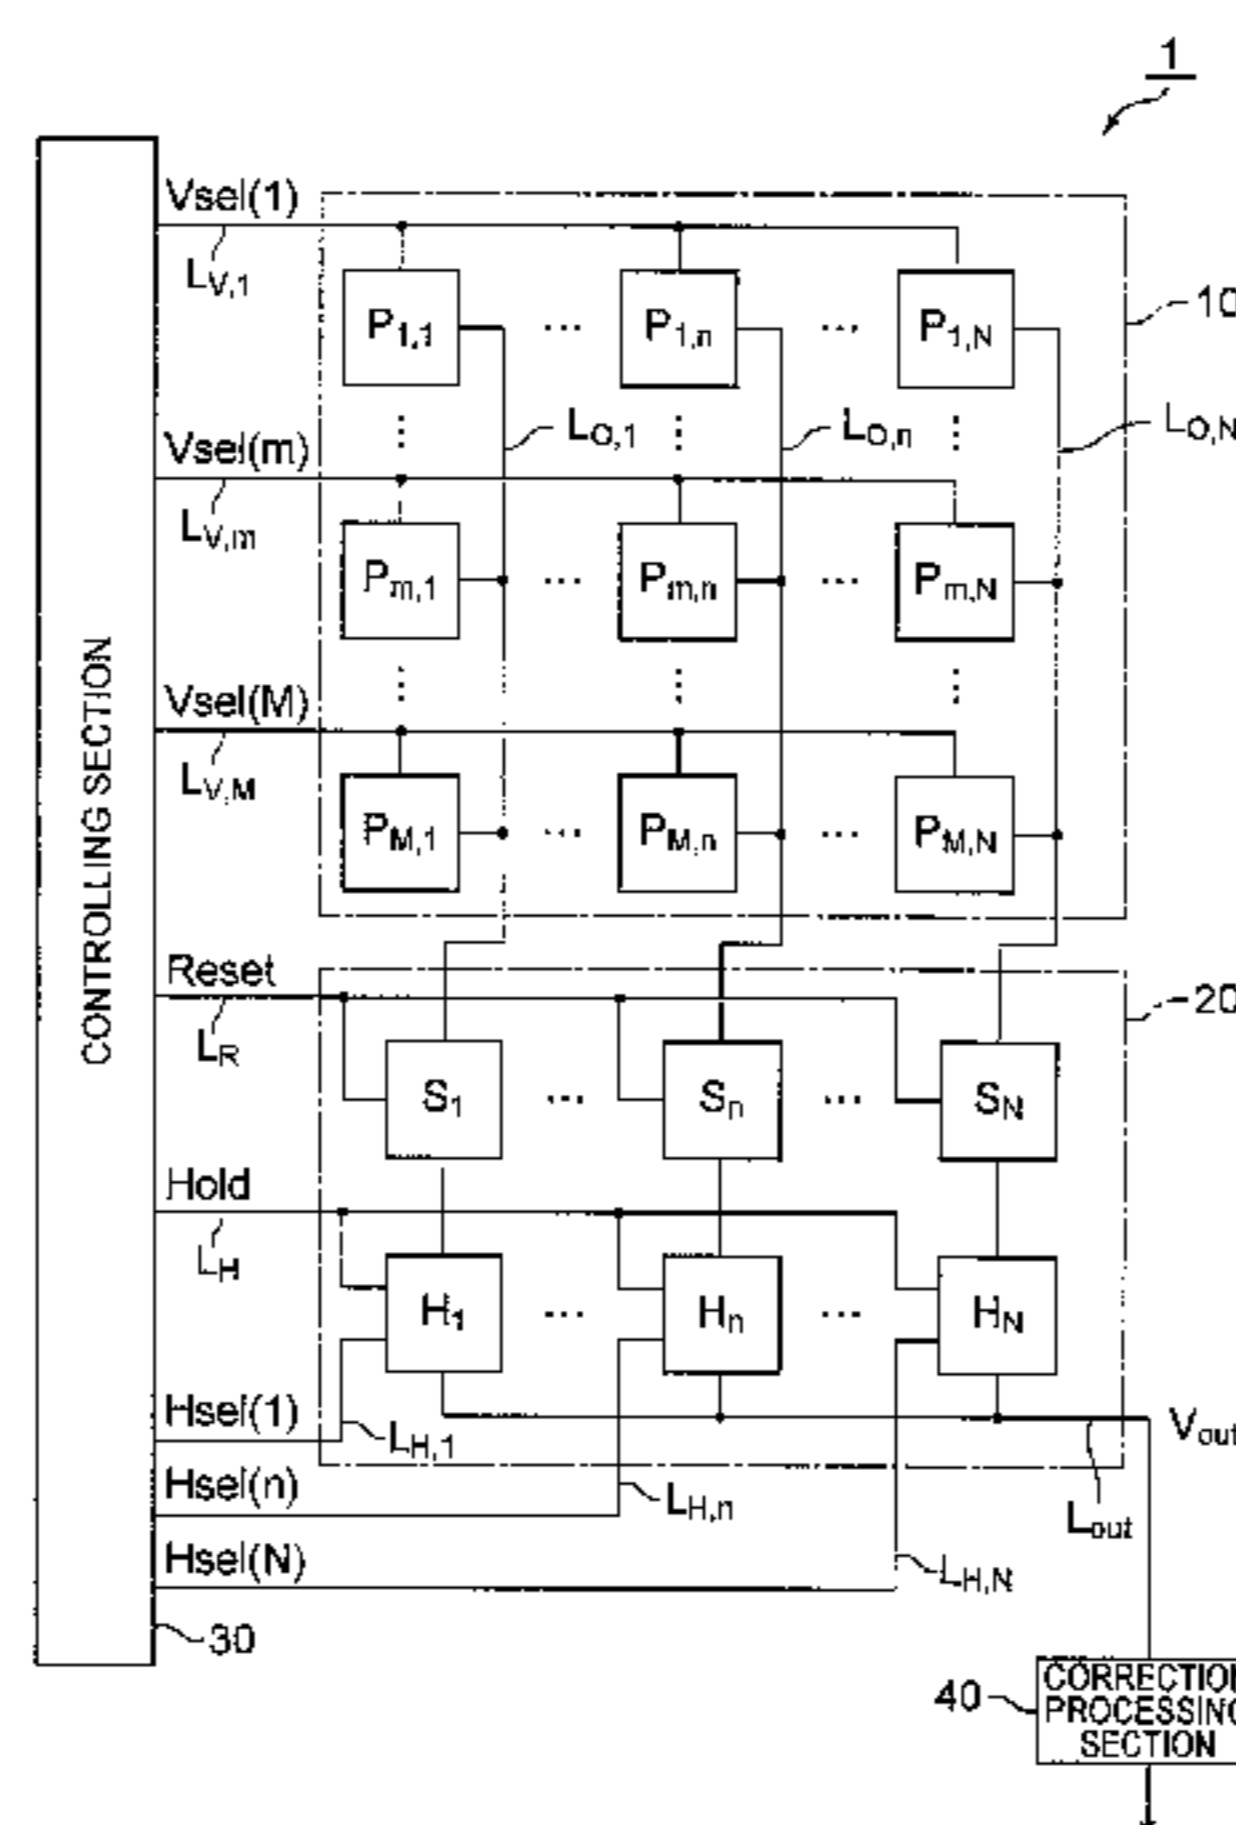 1
Vsel(1)
LV,1
P1,1 ... P1,n ... P1,N
10
LO,1
LO,n
LO,N
Vsel(m)
LV,m
Pm,1 ... Pm,n ... Pm,N
Vsel(M)
LV,M
PM,1 ... PM,n ... PM,N
CONTROLLING SECTION
Reset
LR
20
S1 ... Sn ... SN
Hold
LH
H1 ... Hn ... HN
Hsel(1)
LH,1
Vout
Hsel(n)
LH,n
Lout
Hsel(N)
LH,N
30
40
CORRECTION
PROCESSING
SECTION